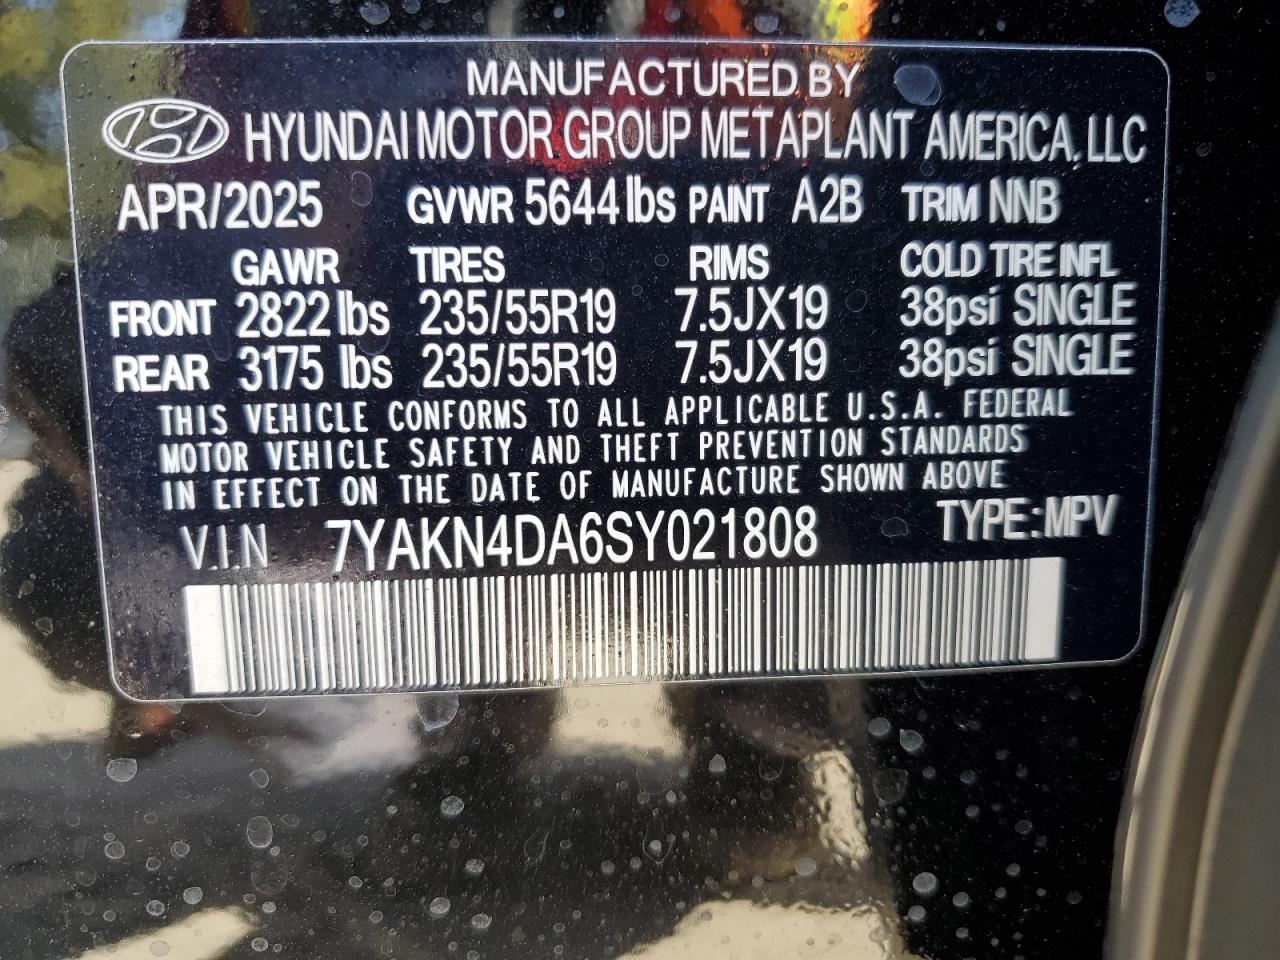 MANUFACTURED BY
HYUNDAI MOTOR GROUP METAPLANT AMERICA, LLC
APR/2025 GVWR 5644 lbs PAINT A2B TRIM NNB
GAWR TIRES RIMS COLD TIRE INFL
FRONT 2822 lbs 235/55R19 7.5JX19 38psi SINGLE
REAR 3175 lbs 235/55R19 7.5JX19 38psi SINGLE
THIS VEHICLE CONFORMS TO ALL APPLICABLE U.S.A. FEDERAL
MOTOR VEHICLE SAFETY AND THEFT PREVENTION STANDARDS
IN EFFECT ON THE DATE OF MANUFACTURE SHOWN ABOVE
V.I.N 7YAKN4DA6SY021808 TYPE:MPV